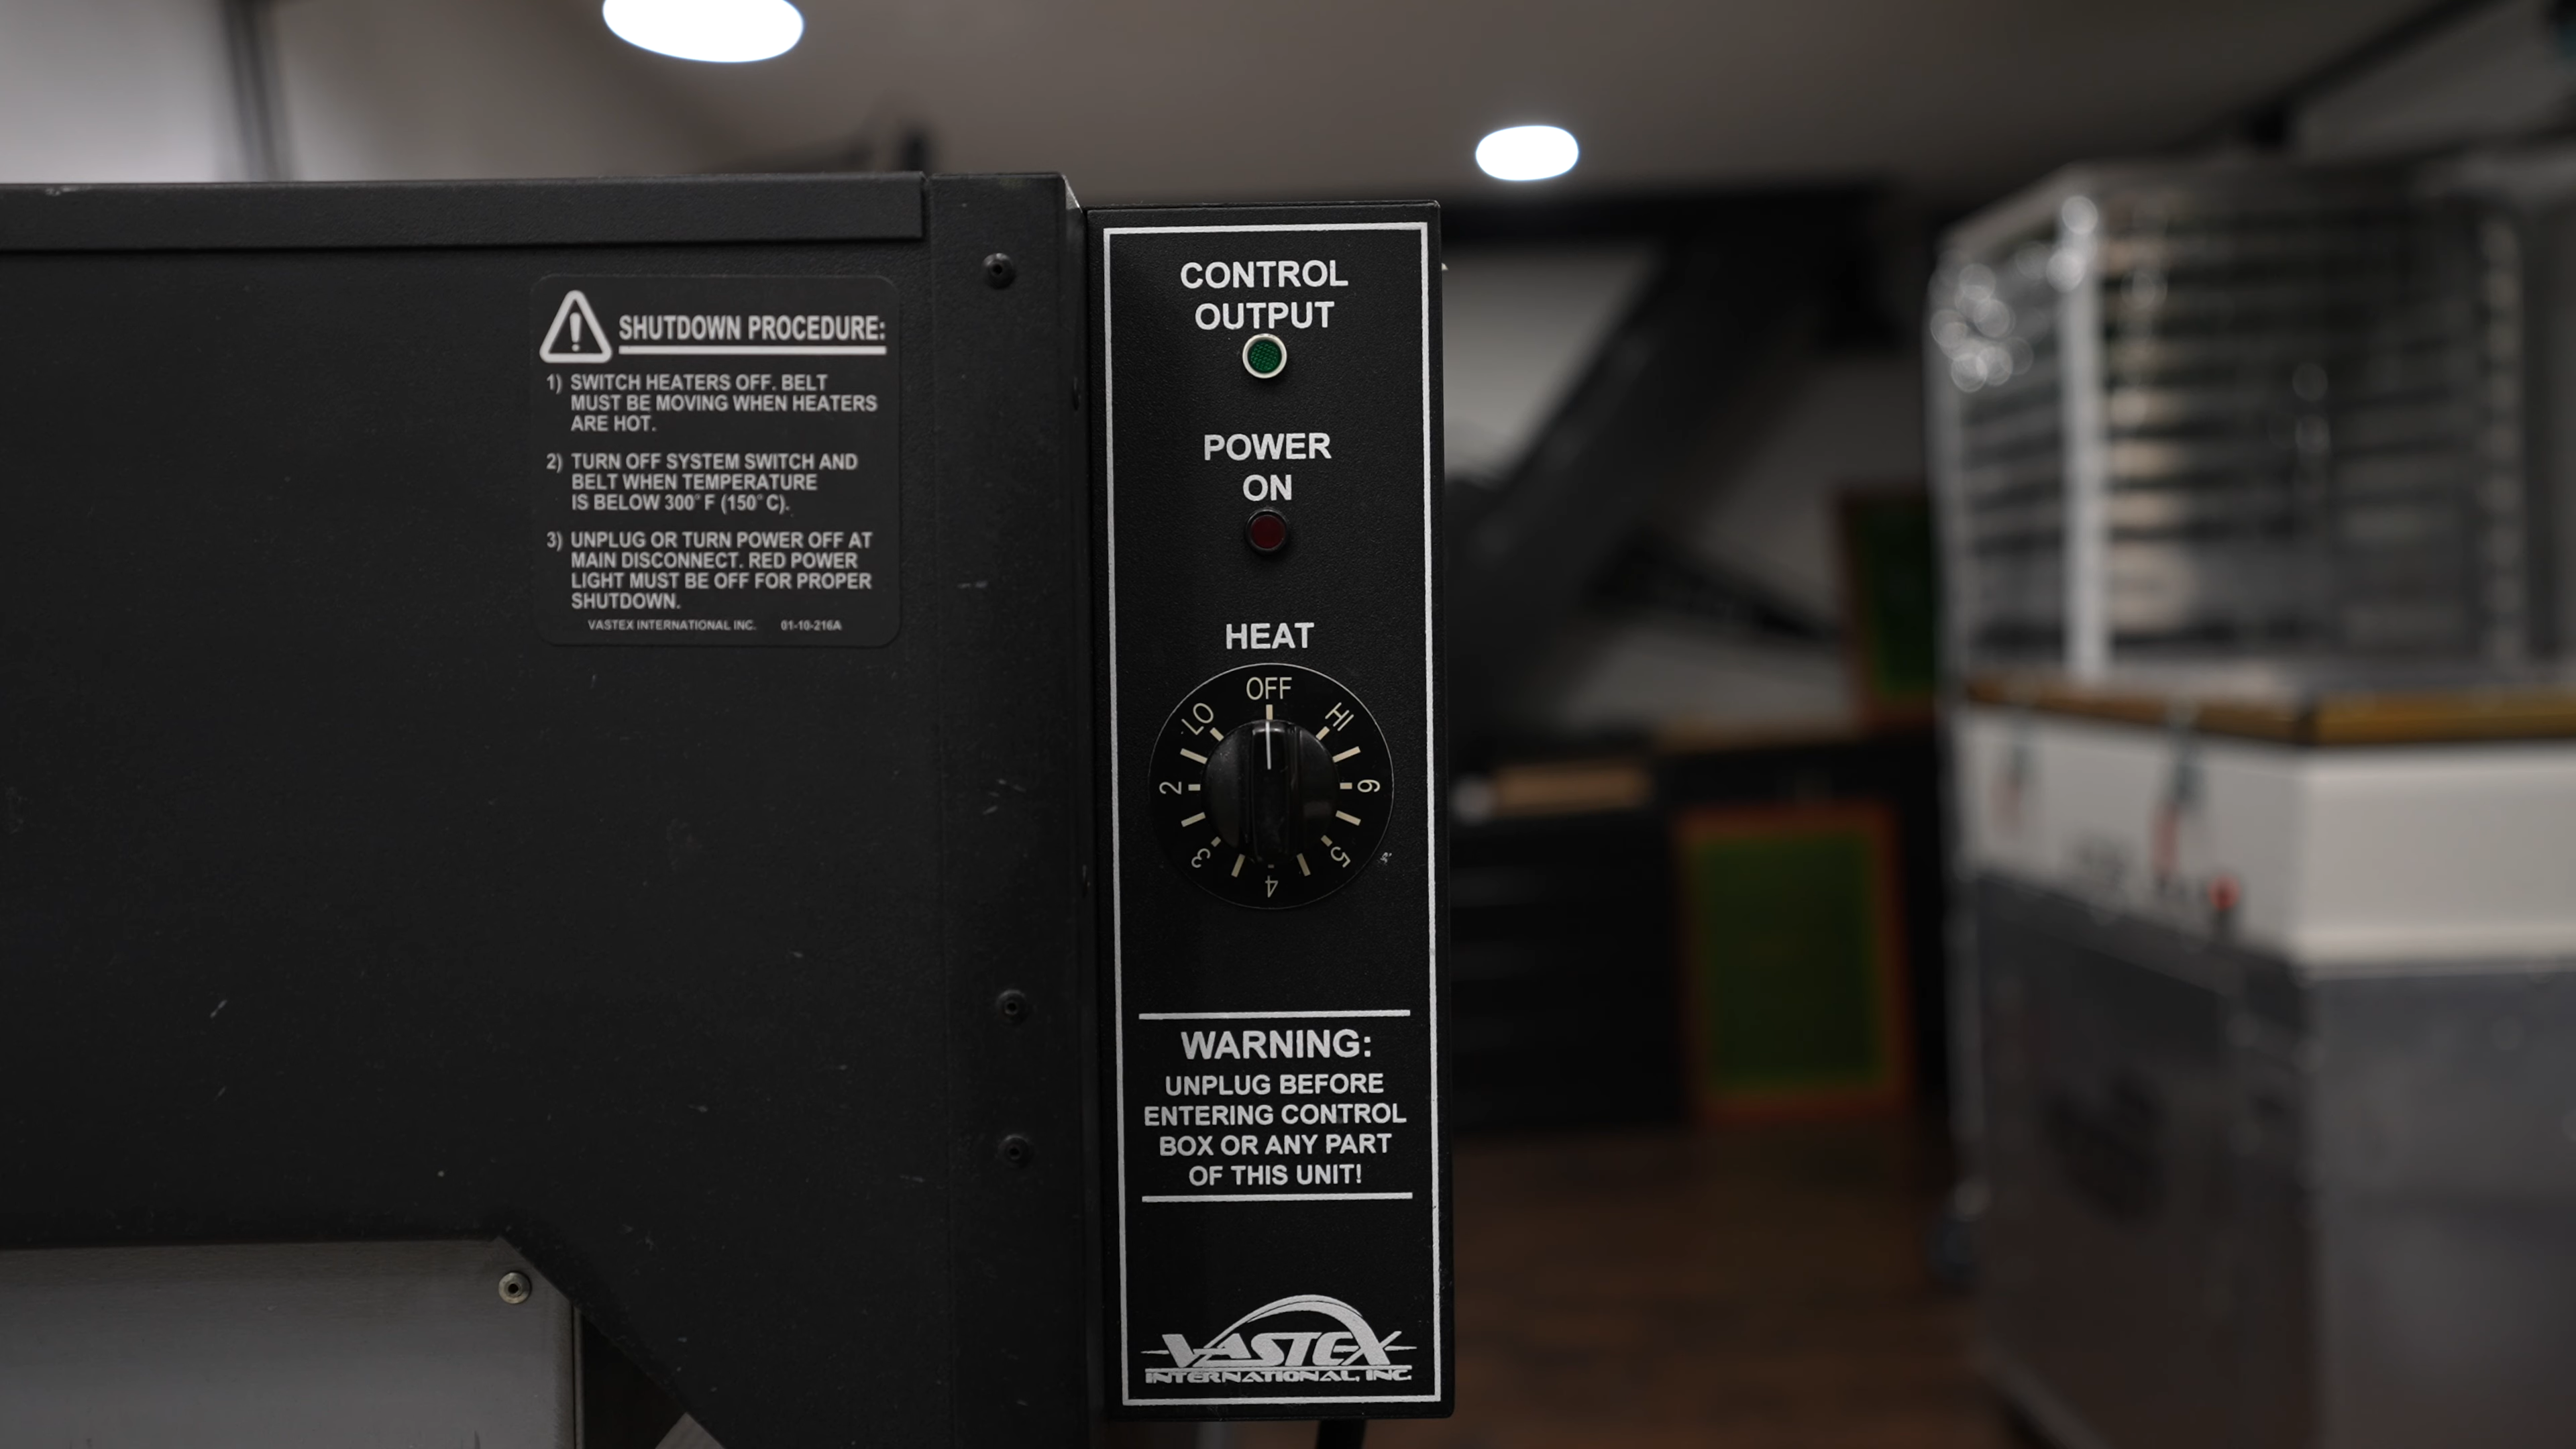 SHUTDOWN PROCEDURE:
1) SWITCH HEATERS OFF. BELT
MUST BE MOVING WHEN HEATERS
ARE HOT.
2) TURN OFF SYSTEM SWITCH AND
BELT WHEN TEMPERATURE
IS BELOW 300° F (150° C).
3) UNPLUG OR TURN POWER OFF AT
MAIN DISCONNECT. RED POWER
LIGHT MUST BE OFF FOR PROPER
SHUTDOWN.
VASTEX INTERNATIONAL INC. 01-10-216A
CONTROL
OUTPUT
POWER
ON
HEAT
OFF
LO
HI
2
6
3
5
4
WARNING:
UNPLUG BEFORE
ENTERING CONTROL
BOX OR ANY PART
OF THIS UNIT!
VASTEX
INTERNATIONAL, INC.